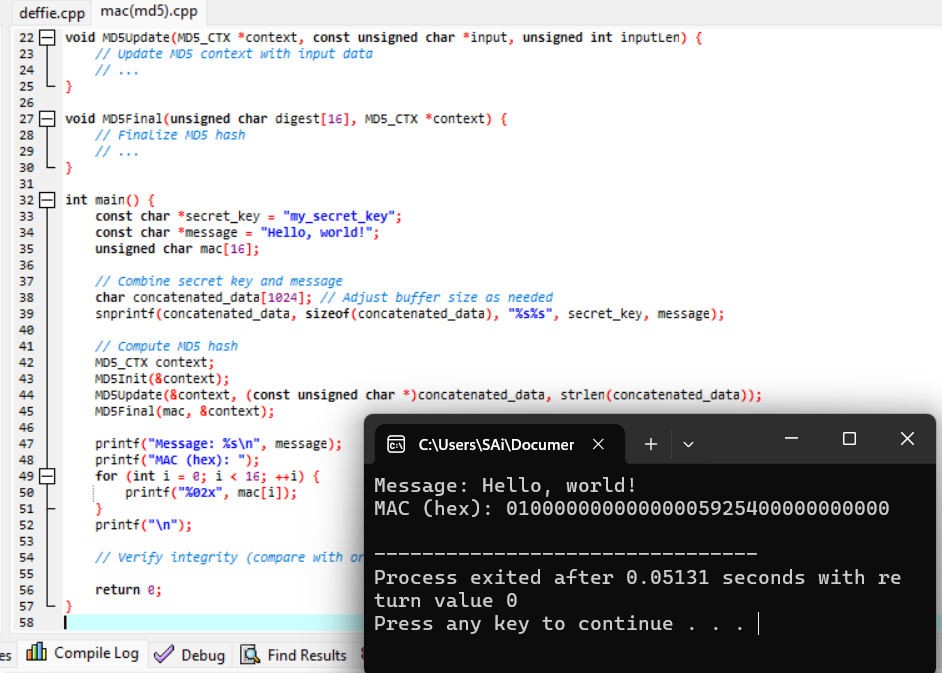 deffie.cpp mac(md5).cpp
22 void MD5Update(MD5_CTX *context, const unsigned char *input, unsigned int inputLen) {
23 // Update MD5 context with input data
24 // ...
25 }
26
27 void MD5Final(unsigned char digest[16], MD5_CTX *context) {
28 // Finalize MD5 hash
29 // ...
30 }
31
32 int main() {
33 const char *secret_key = "my_secret_key";
34 const char *message = "Hello, world!";
35 unsigned char mac[16];
36
37 // Combine secret key and message
38 char concatenated_data[1024]; // Adjust buffer size as needed
39 snprintf(concatenated_data, sizeof(concatenated_data), "%s%s", secret_key, message);
40
41 // Compute MD5 hash
42 MD5_CTX context;
43 MD5Init(&context);
44 MD5Update(&context, (const unsigned char *)concatenated_data, strlen(concatenated_data));
45 MD5Final(mac, &context);
46
47 printf("Message: %s\n", message);
48 printf("MAC (hex): ");
49 for (int i = 0; i < 16; ++i) {
50 printf("%02x", mac[i]);
51 }
52 printf("\n");
53
54 // Verify integrity (compare with or
55
56 return 0;
57 }
58
C:\Users\SAi\Documer
Message: Hello, world!
MAC (hex): 01000000000000005925400000000000
--------------------------------
Process exited after 0.05131 seconds with re
turn value 0
Press any key to continue . . .
es Compile Log Debug Find Results